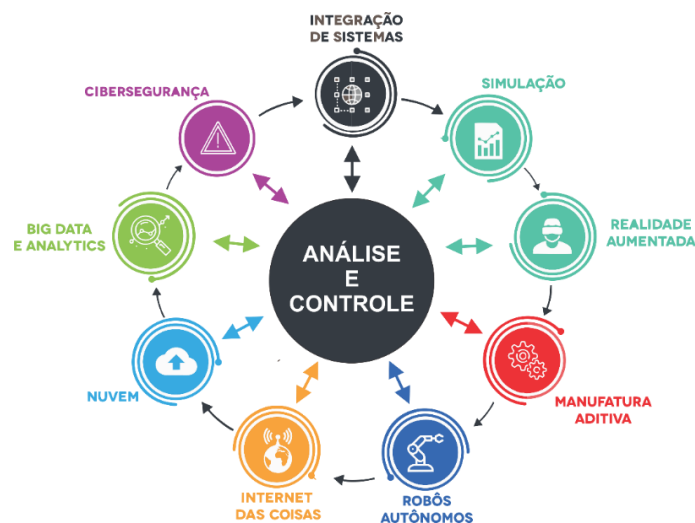 INTEGRAÇÃO
DE SISTEMAS
SIMULAÇÃO
REALIDADE
AUMENTADA
MANUFATURA
ADITIVA
ROBÔS
AUTÔNOMOS
INTERNET
DAS COISAS
NUVEM
BIG DATA
E ANALYTICS
CIBERSEGURANÇA
ANÁLISE
E
CONTROLE